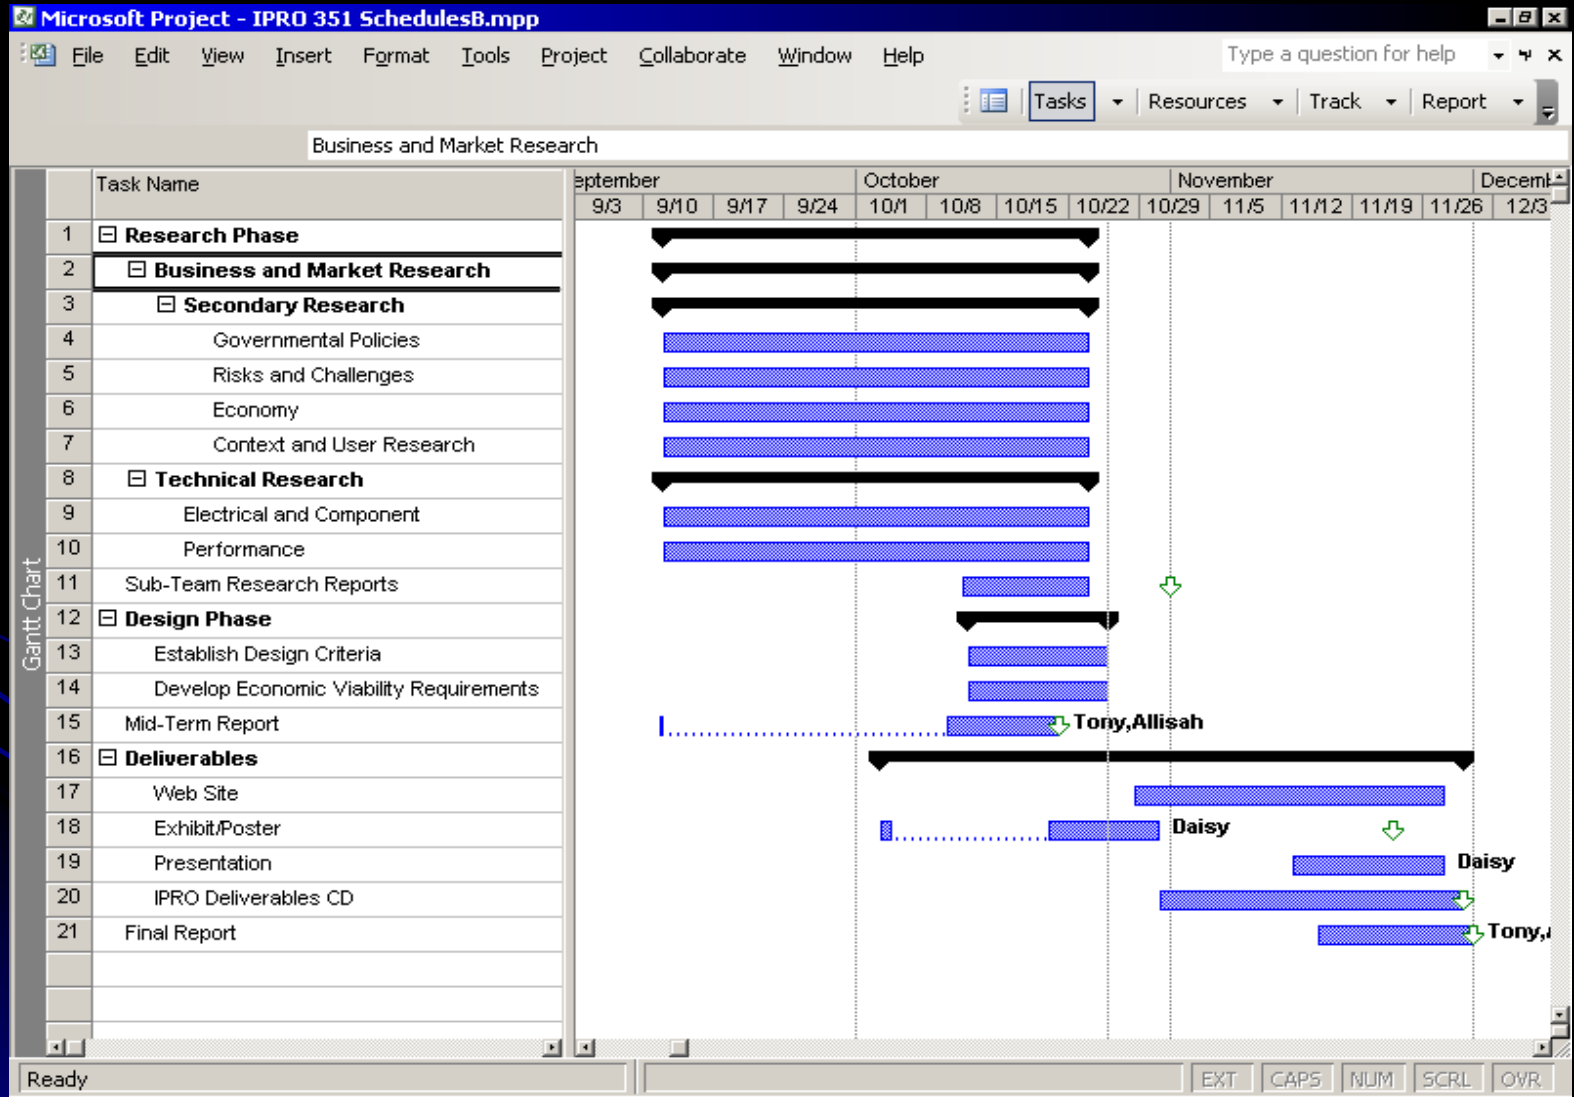 Microsoft Project - IPRO 351 SchedulesB.mpp
File Edit View Insert Format Tools Project Collaborate Window Help Type a question for help
Tasks Resources Track Report
Business and Market Research
Task Name eptember October November Decemb
9/3 9/10 9/17 9/24 10/1 10/8 10/15 10/22 10/29 11/5 11/12 11/19 11/26 12/3
1 Research Phase
2 Business and Market Research
3 Secondary Research
4 Governmental Policies
5 Risks and Challenges
6 Economy
7 Context and User Research
8 Technical Research
9 Electrical and Component
10 Performance
11 Sub-Team Research Reports
12 Design Phase
13 Establish Design Criteria
14 Develop Economic Viability Requirements
15 Mid-Term Report Tony,Allisah
16 Deliverables
17 Web Site
18 Exhibit/Poster Daisy
19 Presentation Daisy
20 IPRO Deliverables CD
21 Final Report Tony,
Gantt Chart
Ready EXT CAPS NUM SCRL OVR